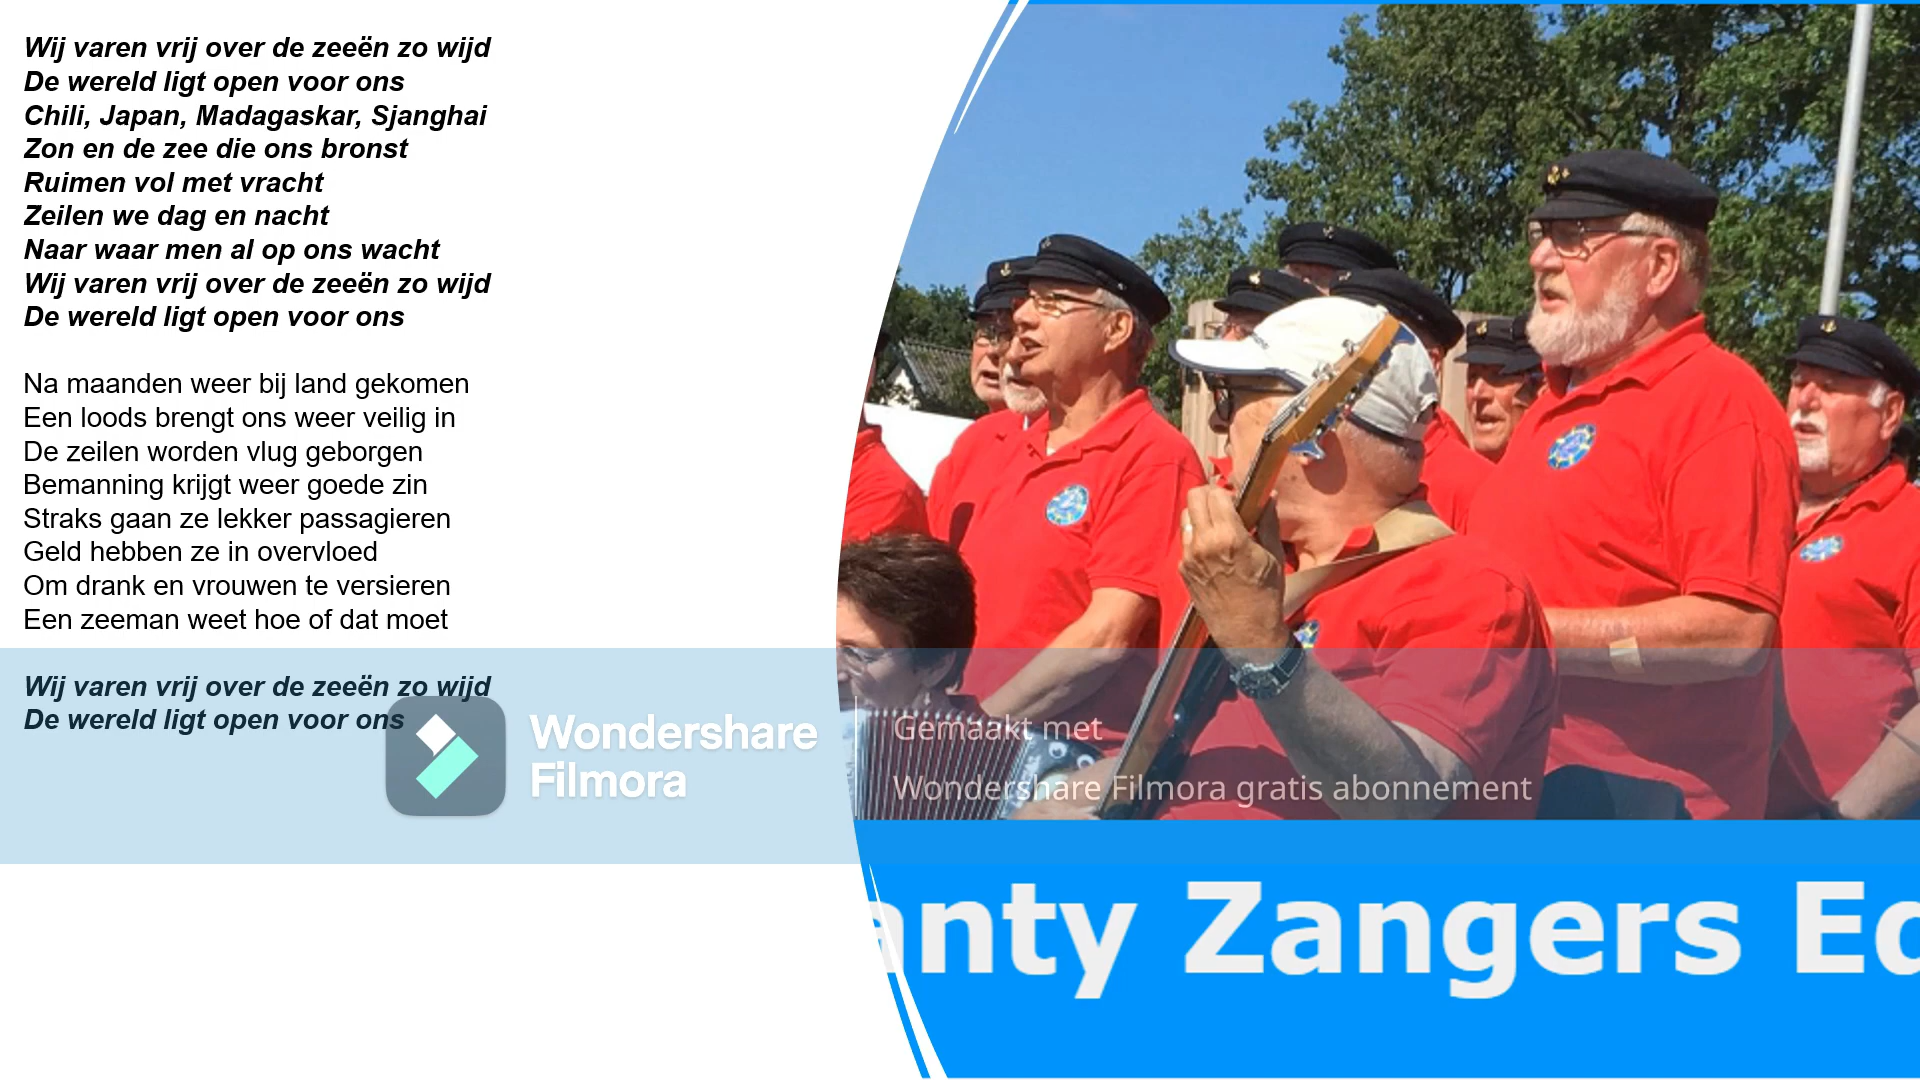 Wij varen vrij over de zeeën zo wijd
De wereld ligt open voor ons
Chili, Japan, Madagaskar, Sjanghai
Zon en de zee die ons bronst
Ruimen vol met vracht
Zeilen we dag en nacht
Naar waar men al op ons wacht
Wij varen vrij over de zeeën zo wijd
De wereld ligt open voor ons
Na maanden weer bij land gekomen
Een loods brengt ons weer veilig in
De zeilen worden vlug geborgen
Bemanning krijgt weer goede zin
Straks gaan ze lekker passagieren
Geld hebben ze in overvloed
Om drank en vrouwen te versieren
Een zeeman weet hoe of dat moet
Wij varen vrij over de zeeën zo wijd
De wereld ligt open voor ons
Wondershare
Filmora
Gemaakt met
Wondershare Filmora gratis abonnement
anty Zangers Ed